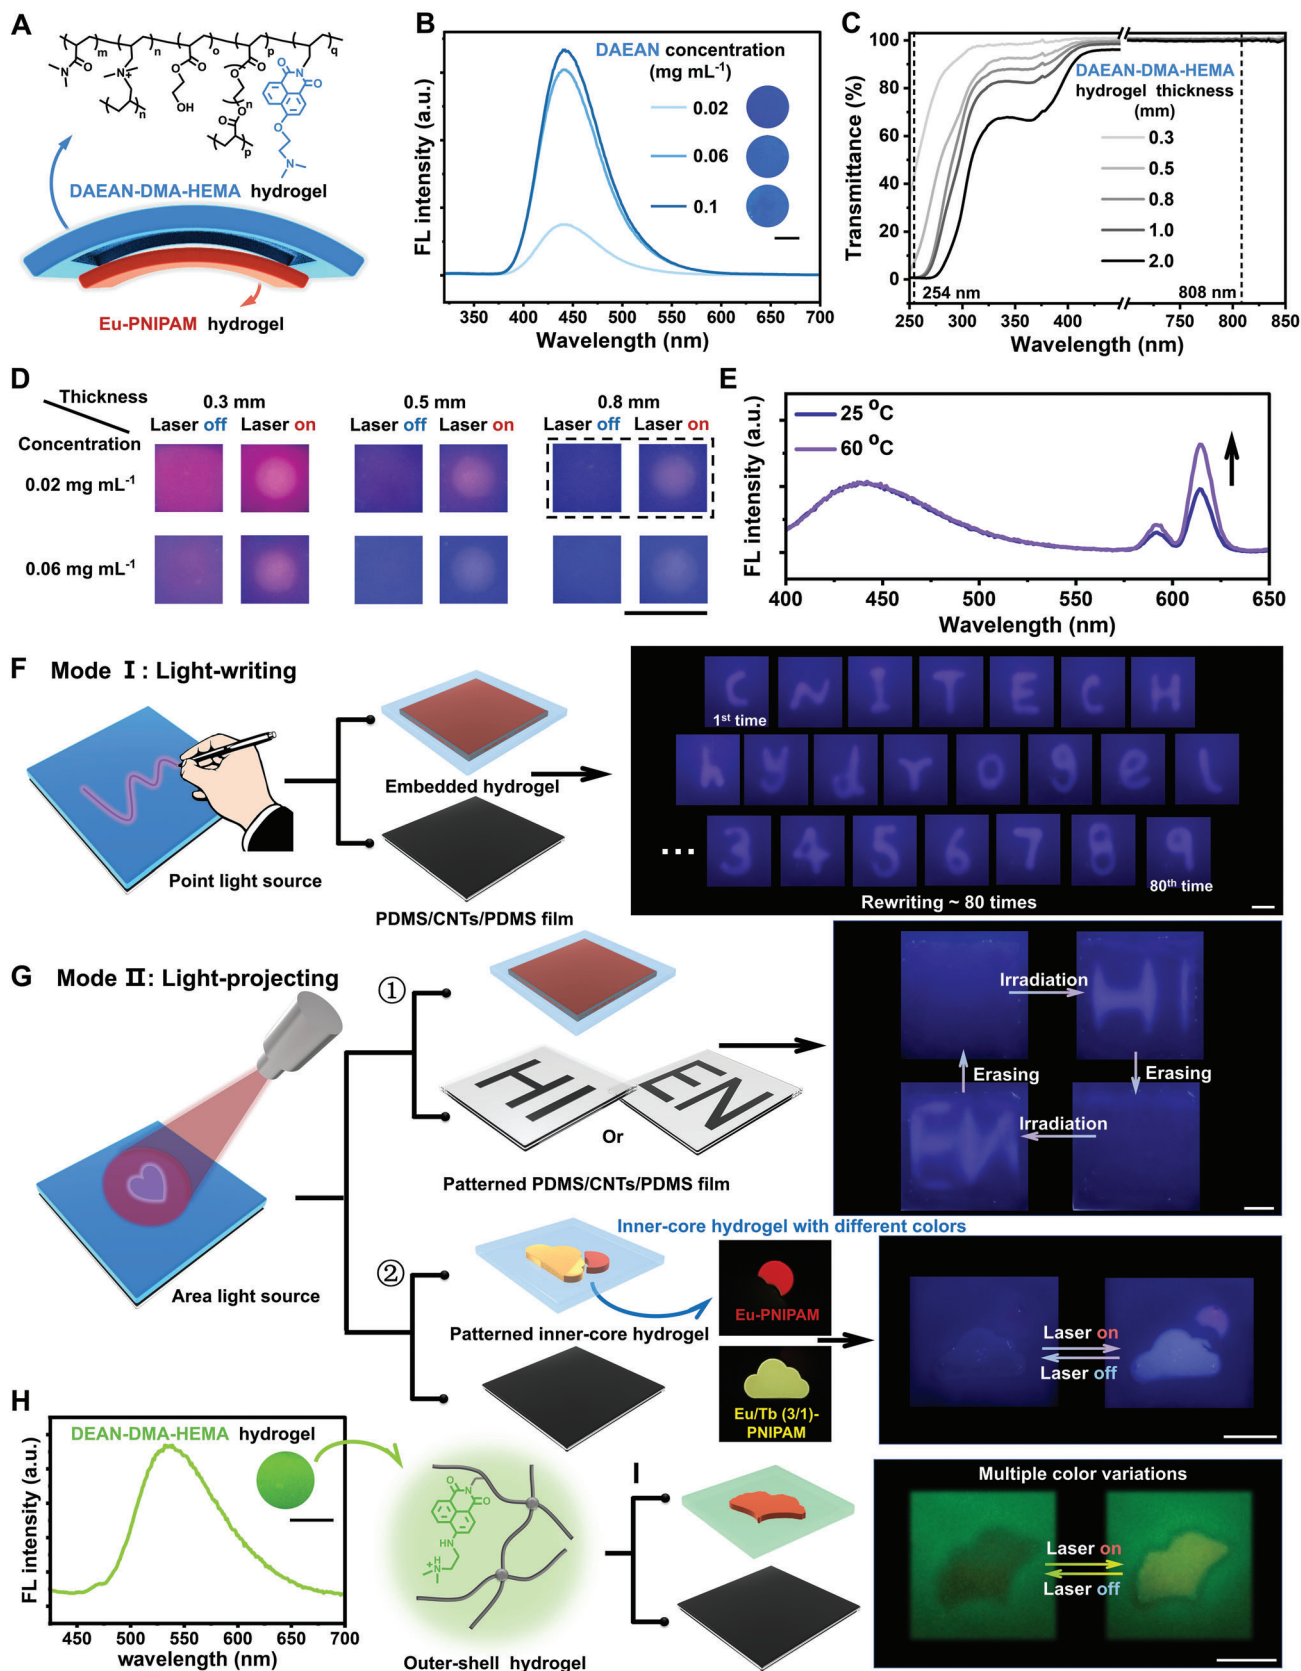 A
m
n
o
p
q
N
O
OH
DAEAN-DMA-HEMA hydrogel
Eu-PNIPAM hydrogel
B
DAEAN concentration
(mg mL⁻¹)
0.02
0.06
0.1
FL intensity (a.u.)
350 400 450 500 550 600 650 700
Wavelength (nm)
C
100
80
60
40
20
0
Transmittance (%)
DAEAN-DMA-HEMA
hydrogel thickness
(mm)
0.3
0.5
0.8
1.0
2.0
254 nm
808 nm
250 300 350 400 750 800 850
Wavelength (nm)
D
Thickness
Concentration
0.3 mm
0.5 mm
0.8 mm
Laser off Laser on
Laser off Laser on
Laser off Laser on
0.02 mg mL⁻¹
0.06 mg mL⁻¹
E
25 °C
60 °C
FL intensity (a.u.)
400 450 500 550 600 650
Wavelength (nm)
F Mode Ⅰ: Light-writing
Point light source
Embedded hydrogel
PDMS/CNTs/PDMS film
C N I T E C H
1st time
h y d r o g e l
... 3 4 5 6 7 8 9
80th time
Rewriting ~ 80 times
G Mode Ⅱ: Light-projecting
Area light source
①
HI
EN
Or
Patterned PDMS/CNTs/PDMS film
Irradiation
HI
Erasing
Erasing
EN
Irradiation
②
Inner-core hydrogel with different colors
Patterned inner-core hydrogel
Eu-PNIPAM
Eu/Tb (3/1)-
PNIPAM
Laser on
Laser off
H
DEAN-DMA-HEMA hydrogel
FL intensity (a.u.)
450 500 550 600 650 700
wavelength (nm)
O
N
O
HN
H
N+
Outer-shell hydrogel
I
Multiple color variations
Laser on
Laser off